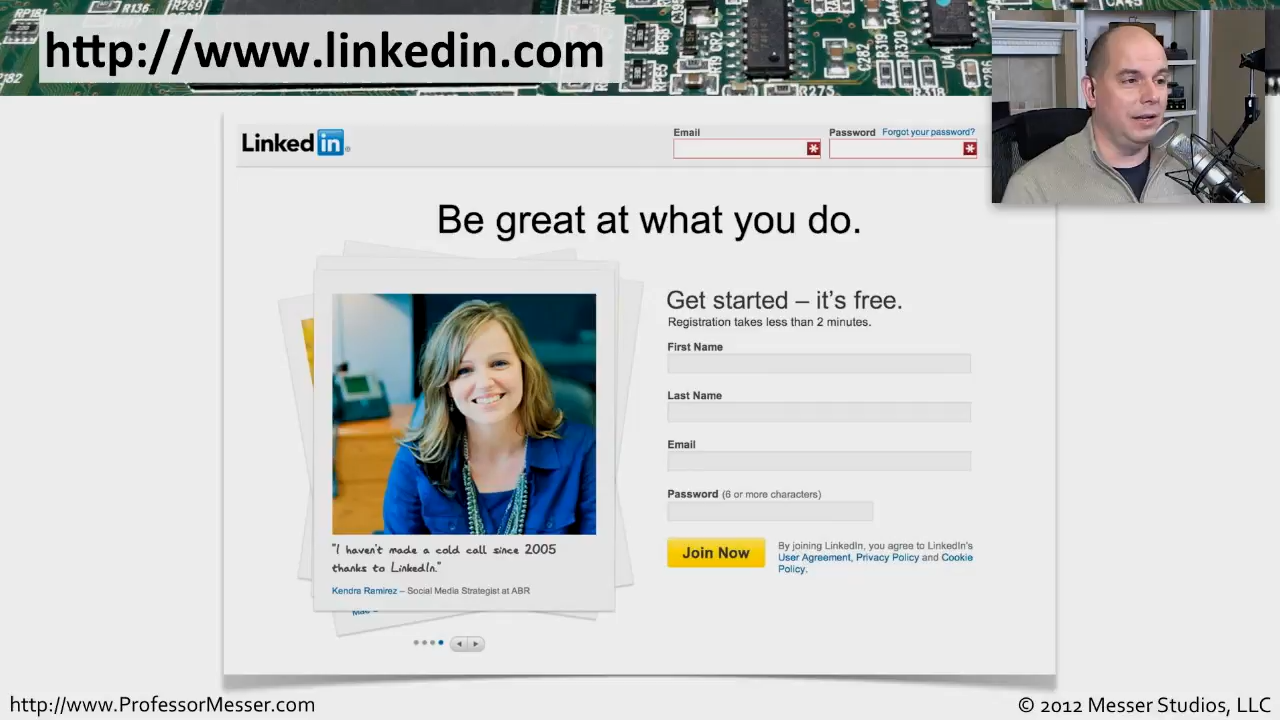 http://www.linkedin.com
Linked in
Email
Password Forgot your password?
Be great at what you do.
Get started – it's free.
Registration takes less than 2 minutes.
First Name
Last Name
Email
Password (6 or more characters)
Join Now
By joining LinkedIn, you agree to LinkedIn's
User Agreement, Privacy Policy and Cookie
Policy.
"I haven't made a cold call since 2005
thanks to LinkedIn."
Kendra Ramirez – Social Media Strategist at ABR
http://www.ProfessorMesser.com
© 2012 Messer Studios, LLC